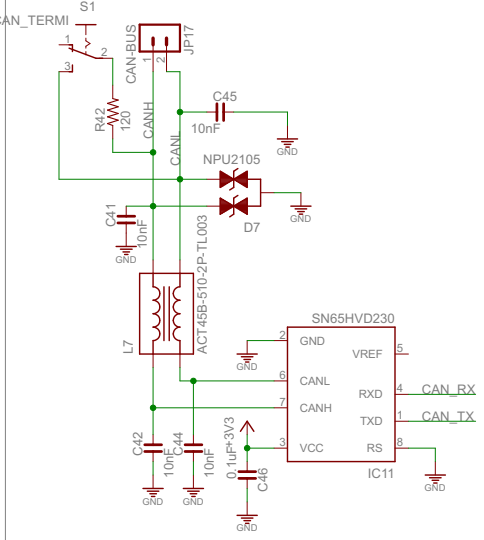 S1
CAN_TERMI
1
2
3
CAN-BUS
JP17
1
2
R42
120
CANH
CANL
C45
10nF
GND
NPU2105
D7
GND
C41
10nF
GND
L7
ACT45B-510-2P-TL003
SN65HVD230
2
GND
GND
VREF
5
6
CANL
RXD
4
CAN_RX
7
CANH
TXD
1
CAN_TX
3
VCC
RS
8
IC11
GND
C42
10nF
GND
C44
10nF
GND
+3V3
0.1uF
C46
GND